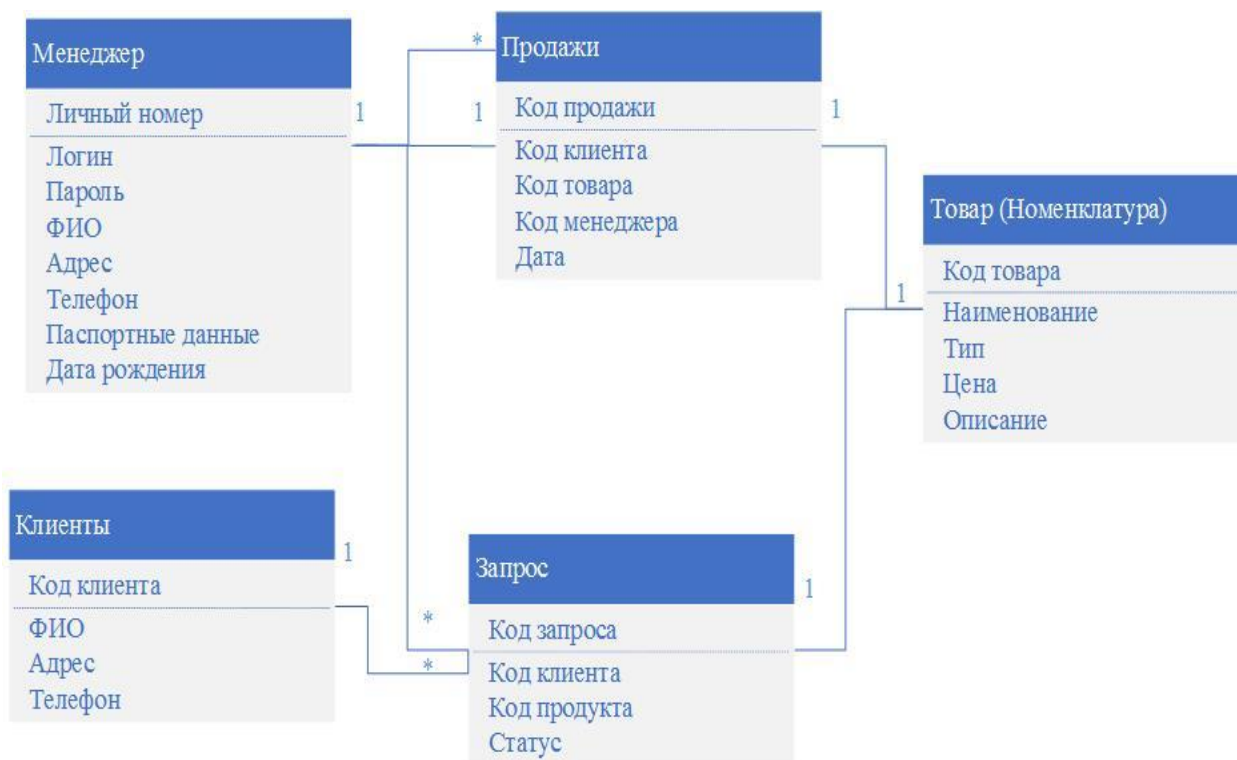 Менеджер
Личный номер
Логин
Пароль
ФИО
Адрес
Телефон
Паспортные данные
Дата рождения
1
*
1
Продажи
Код продажи
Код клиента
Код товара
Код менеджера
Дата
1
Товар (Номенклатура)
Код товара
Наименование
Тип
Цена
Описание
1
Клиенты
Код клиента
ФИО
Адрес
Телефон
1
*
*
Запрос
Код запроса
Код клиента
Код продукта
Статус
1